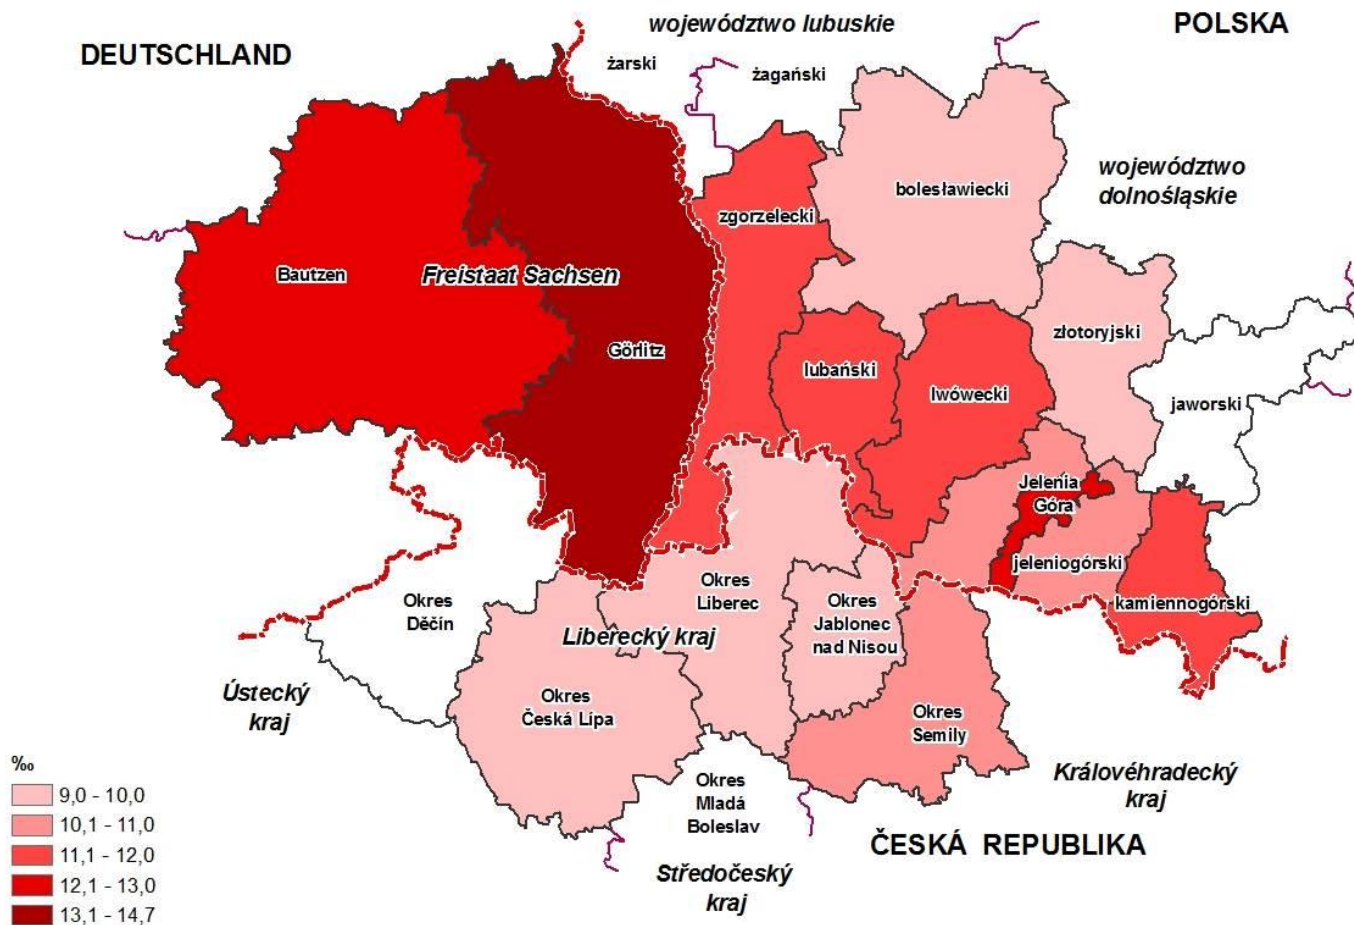 województwo lubuskie
POLSKA
DEUTSCHLAND
żarski
żagański
województwo
dolnośląskie
bolesławiecki
zgorzelecki
Bautzen
Freistaat Sachsen
złotoryjski
Görlitz
lubański
lwówecki
jaworski
Jelenia
Góra
jeleniogórski
kamiennogórski
Okres
Děčín
Okres
Liberec
Okres
Jablonec
nad Nisou
Liberecký kraj
Ústecký
kraj
Okres
Česká Lípa
Okres
Semily
Okres
Mladá
Boleslav
Královéhradecký
kraj
ČESKÁ REPUBLIKA
Středočeský
kraj
‰
9,0 - 10,0
10,1 - 11,0
11,1 - 12,0
12,1 - 13,0
13,1 - 14,7